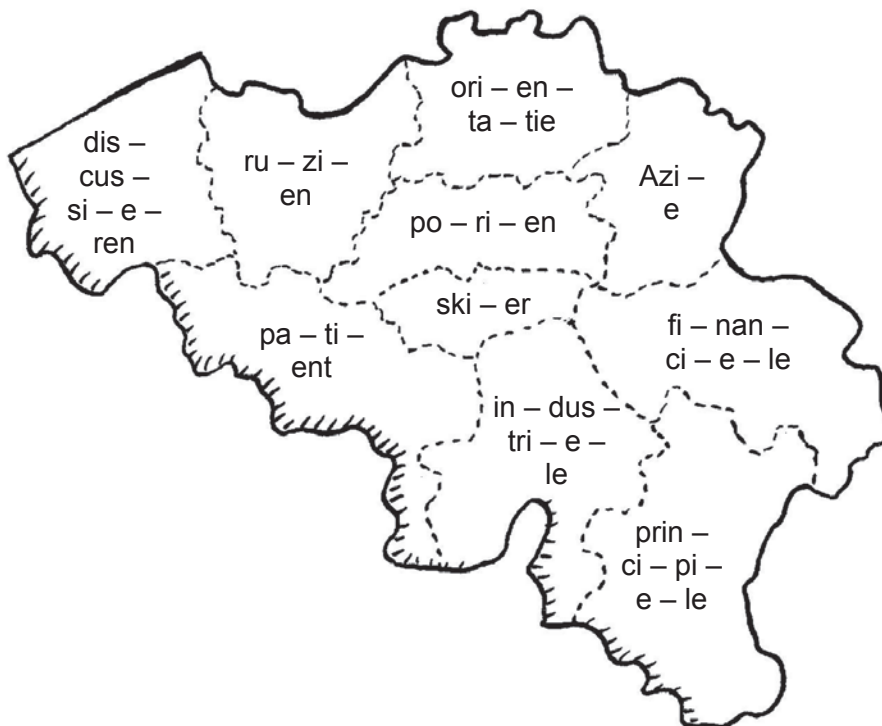 dis –
cus –
si – e –
ren
ru – zi –
en
ori – en –
ta – tie
Azi –
e
po – ri – en
ski – er
pa – ti –
ent
fi – nan –
ci – e – le
in – dus –
tri – e –
le
prin –
ci – pi –
e – le